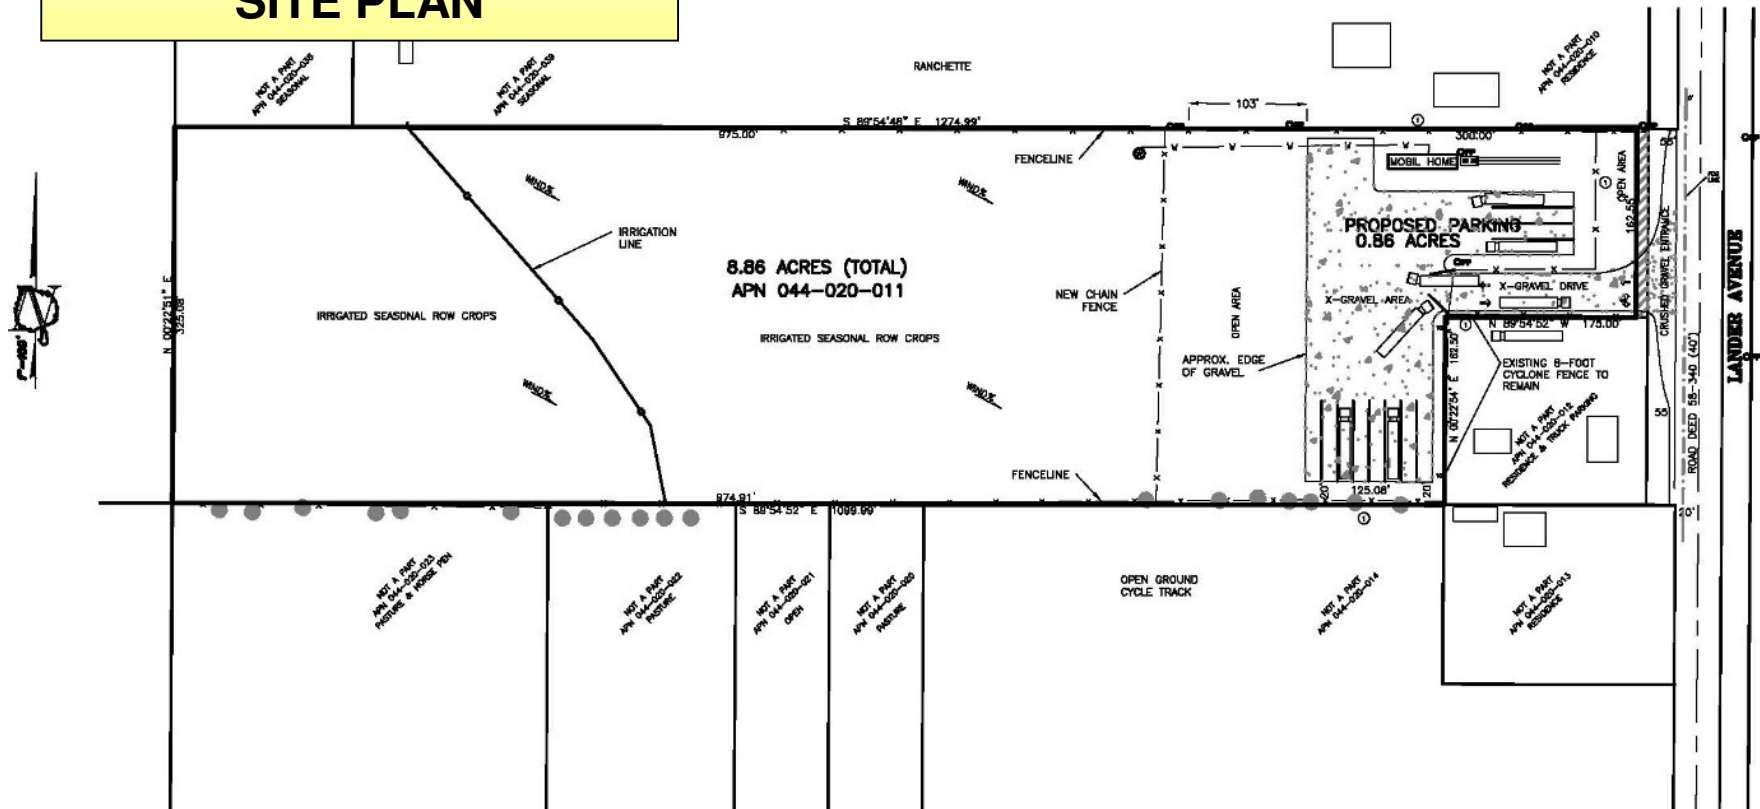 SITE PLAN
NOT A PART
APN 044-020-038
SEASONAL
NOT A PART
APN 044-020-039
SEASONAL
RANCHETTE
NOT A PART
APN 044-020-010
RESIDENCE
103'
S 89°54'48" E 1274.99'
975.00'
300.00'
FENCELINE
MOBIL HOME
OPEN AREA
55'
WIND
WIND
IRRIGATION
LINE
162.55'
PROPOSED PARKING
0.86 ACRES
8.86 ACRES (TOTAL)
APN 044-020-011
N 00°22'51" E
325.08'
IRRIGATED SEASONAL ROW CROPS
IRRIGATED SEASONAL ROW CROPS
NEW CHAIN
FENCE
OPEN AREA
X-GRAVEL AREA
X-GRAVEL DRIVE
CRUSHED GRAVEL ENTRANCE
N 89°54'52" W 175.00'
LANDER AVENUE
1"=100'
APPROX. EDGE
OF GRAVEL
N 00°22'54" E 162.50'
EXISTING 8-FOOT
CYCLONE FENCE TO
REMAIN
WIND
WIND
NOT A PART
APN 044-020-012
RESIDENCE & TRUCK PARKING
55'
ROAD DEED 58-340 (40')
FENCELINE
974.91'
S 89°54'52" E 1099.99'
20'
125.08'
20'
20'
NOT A PART
APN 044-020-023
PASTURE & HORSE PEN
NOT A PART
APN 044-020-022
PASTURE
NOT A PART
APN 044-020-021
OPEN
NOT A PART
APN 044-020-020
PASTURE
OPEN GROUND
CYCLE TRACK
NOT A PART
APN 044-020-014
NOT A PART
APN 044-020-013
RESIDENCE